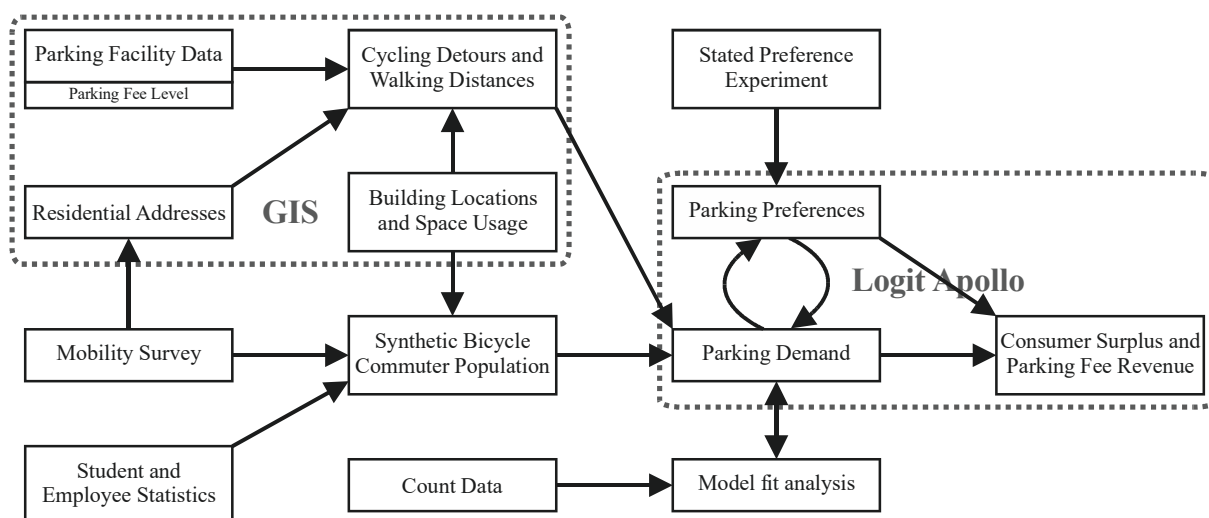 Parking Facility Data
Parking Fee Level
Cycling Detours and
Walking Distances
Stated Preference
Experiment
Residential Addresses
GIS
Building Locations
and Space Usage
Parking Preferences
Logit Apollo
Mobility Survey
Synthetic Bicycle
Commuter Population
Parking Demand
Consumer Surplus and
Parking Fee Revenue
Student and
Employee Statistics
Count Data
Model fit analysis